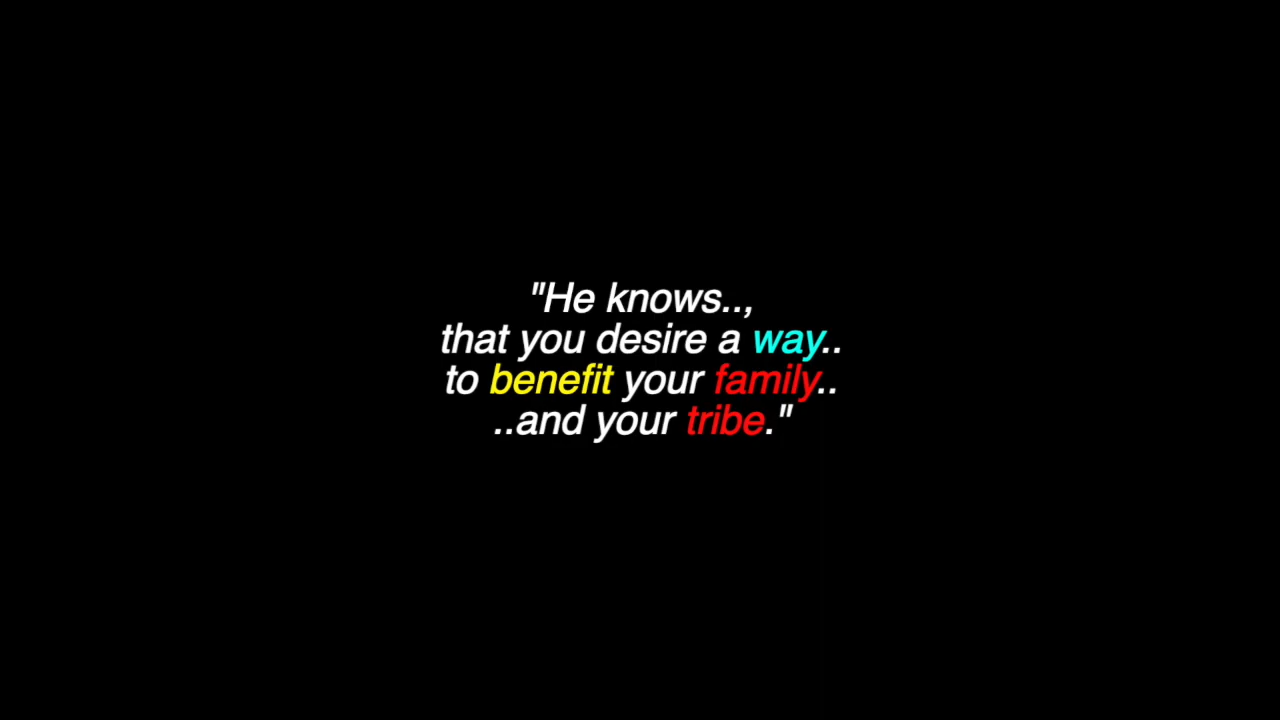 "He knows..,
that you desire a way..
to benefit your family..
..and your tribe."